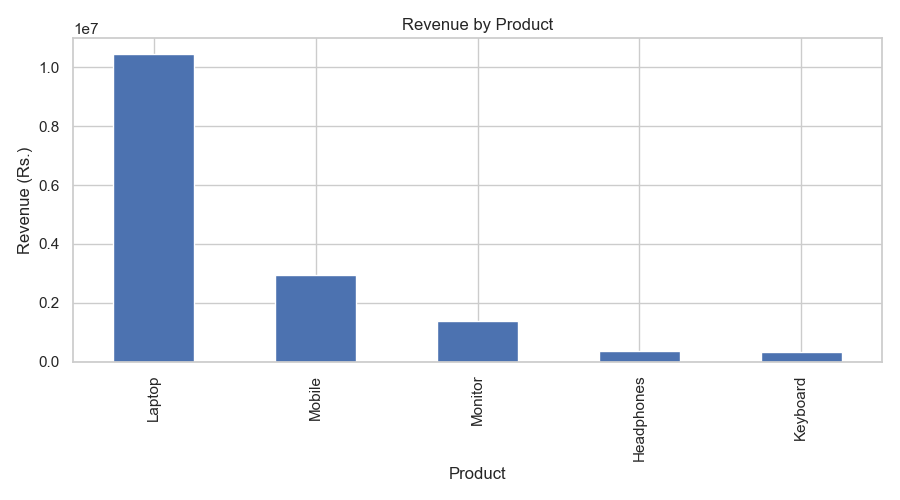 Revenue by Product
1e7
1.0
0.8
0.6
0.4
0.2
0.0
Revenue (Rs.)
Laptop
Mobile
Monitor
Headphones
Keyboard
Product